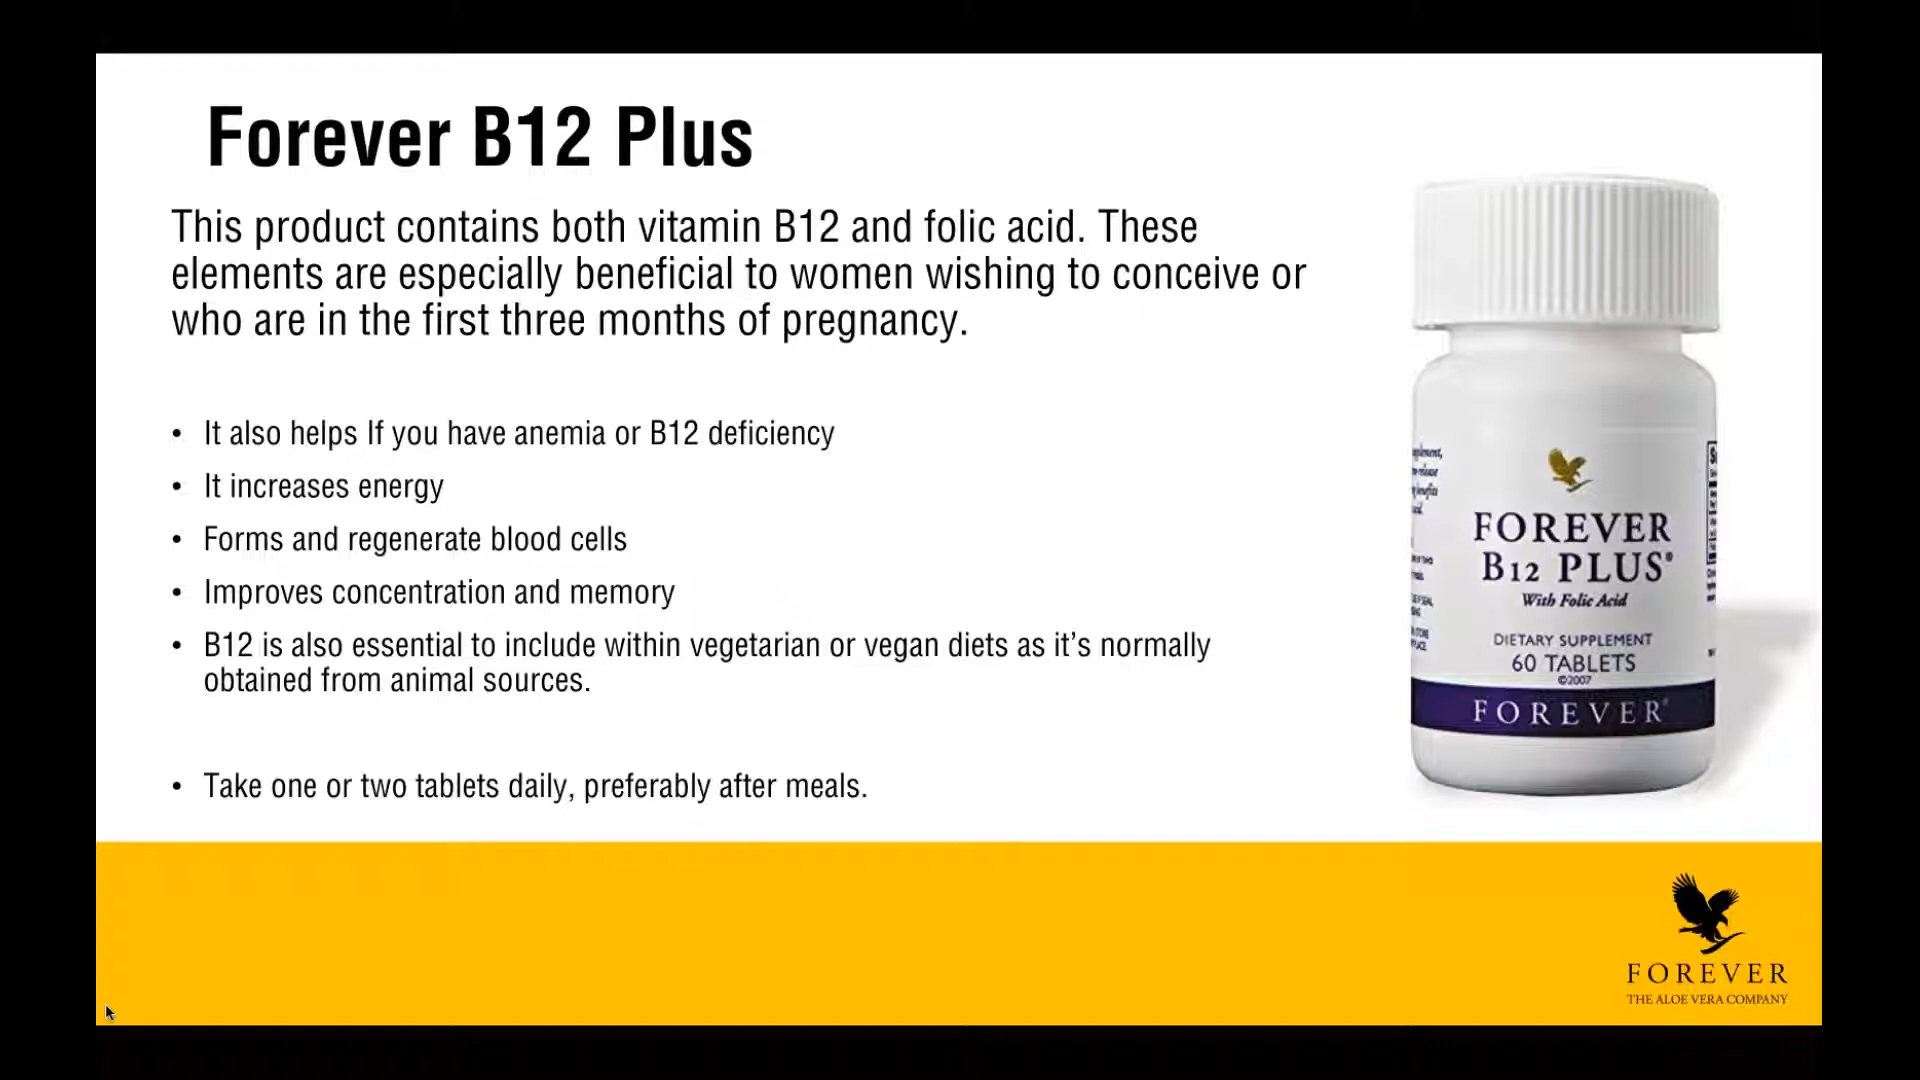 Forever B12 Plus
This product contains both vitamin B12 and folic acid. These
elements are especially beneficial to women wishing to conceive or
who are in the first three months of pregnancy.
• It also helps If you have anemia or B12 deficiency
• It increases energy
• Forms and regenerate blood cells
• Improves concentration and memory
• B12 is also essential to include within vegetarian or vegan diets as it’s normally
obtained from animal sources.
• Take one or two tablets daily, preferably after meals.
FOREVER
B12 PLUS®
With Folic Acid
DIETARY SUPPLEMENT
60 TABLETS
©2007
FOREVER®
FOREVER
THE ALOE VERA COMPANY